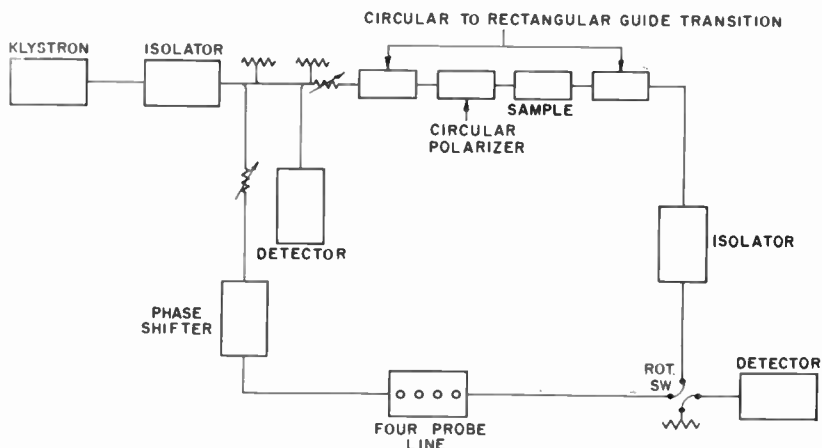 CIRCULAR TO RECTANGULAR GUIDE TRANSITION
KLYSTRON
ISOLATOR
SAMPLE
CIRCULAR
POLARIZER
DETECTOR
ISOLATOR
PHASE
SHIFTER
ROT.
SW
DETECTOR
FOUR PROBE
LINE